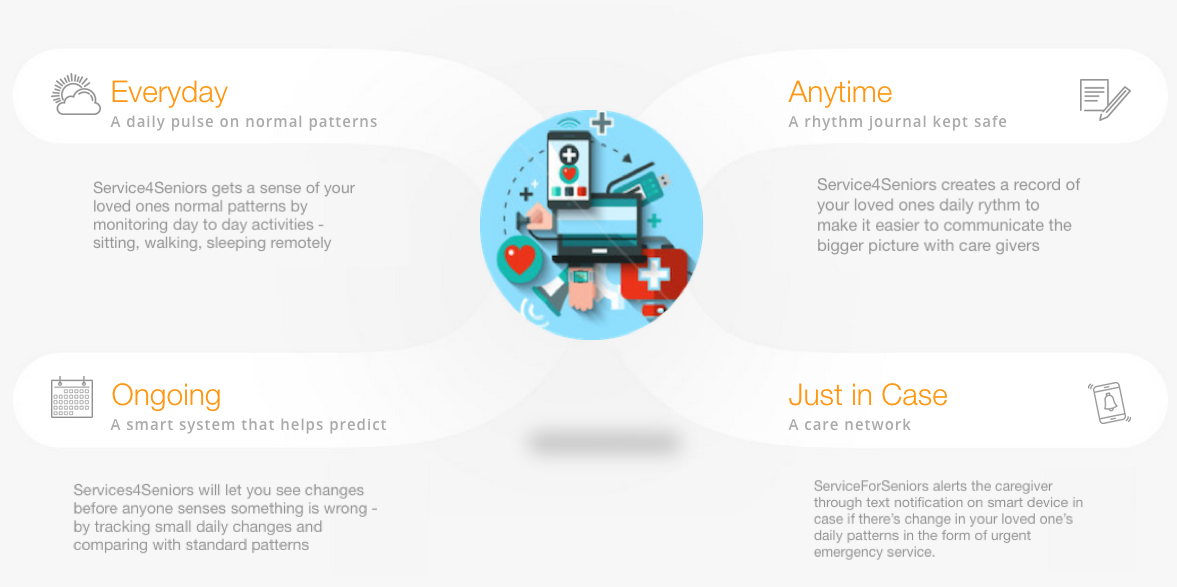 Everyday
A daily pulse on normal patterns
Service4Seniors gets a sense of your
loved ones normal patterns by
monitoring day to day activities -
sitting, walking, sleeping remotely
Anytime
A rhythm journal kept safe
Service4Seniors creates a record of
your loved ones daily rythm to
make it easier to communicate the
bigger picture with care givers
Ongoing
A smart system that helps predict
Services4Seniors will let you see changes
before anyone senses something is wrong -
by tracking small daily changes and
comparing with standard patterns
Just in Case
A care network
ServiceForSeniors alerts the caregiver
through text notification on smart device in
case if there's change in your loved one's
daily patterns in the form of urgent
emergency service.